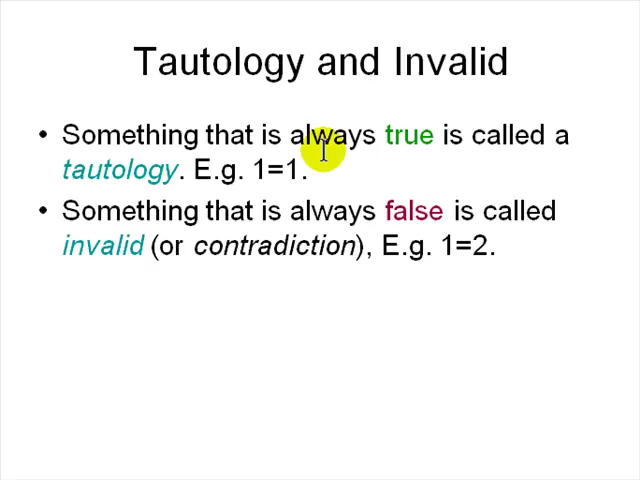 Tautology and Invalid
• Something that is always true is called a
tautology. E.g. 1=1.
• Something that is always false is called
invalid (or contradiction), E.g. 1=2.